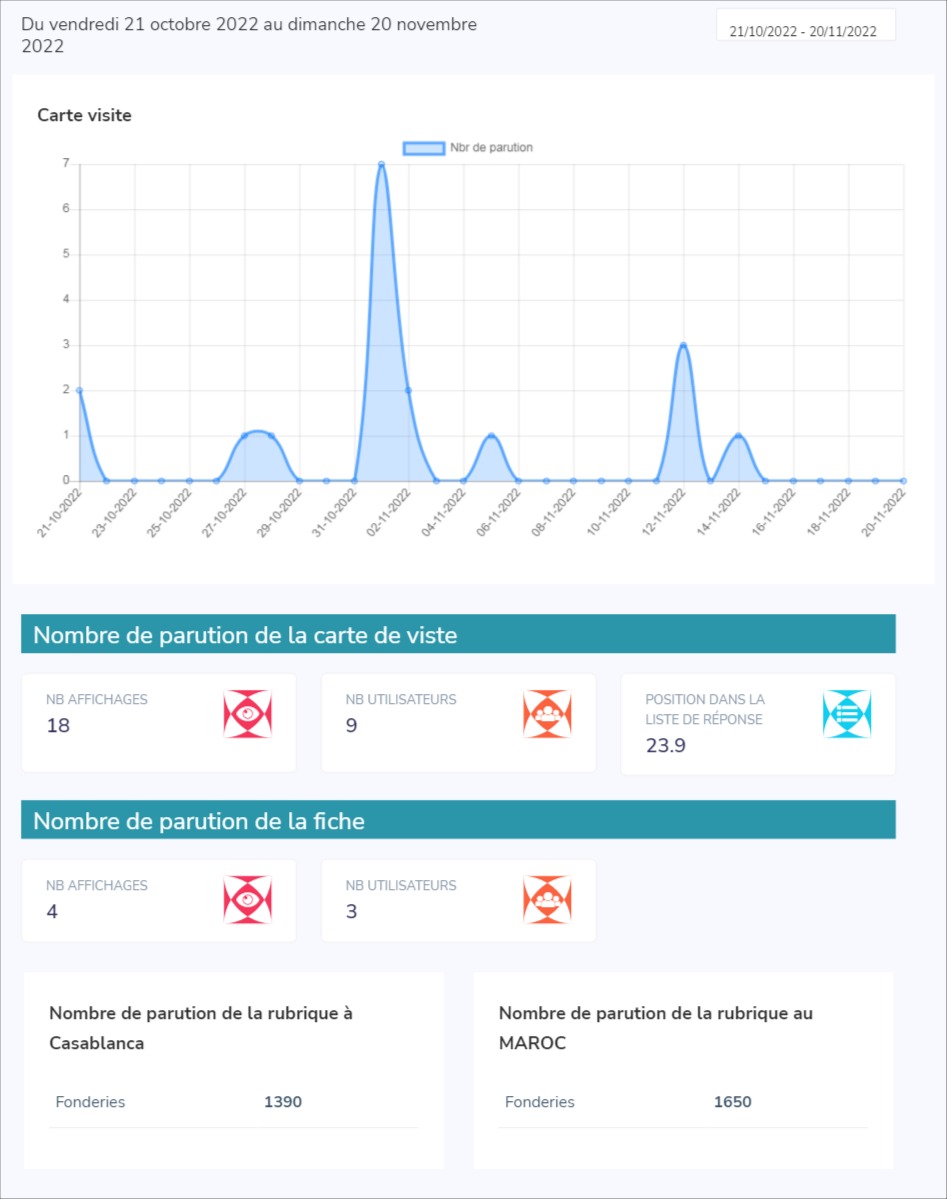 Du vendredi 21 octobre 2022 au dimanche 20 novembre
2022
21/10/2022 - 20/11/2022
Carte visite
Nbr de parution
7
6
5
4
3
2
1
0
21-10-2022
23-10-2022
25-10-2022
27-10-2022
29-10-2022
31-10-2022
02-11-2022
04-11-2022
06-11-2022
08-11-2022
10-11-2022
12-11-2022
14-11-2022
16-11-2022
18-11-2022
20-11-2022
Nombre de parution de la carte de viste
NB AFFICHAGES
18
NB UTILISATEURS
9
POSITION DANS LA
LISTE DE RÉPONSE
23.9
Nombre de parution de la fiche
NB AFFICHAGES
4
NB UTILISATEURS
3
Nombre de parution de la rubrique à
Casablanca
Fonderies 1390
Nombre de parution de la rubrique au
MAROC
Fonderies 1650